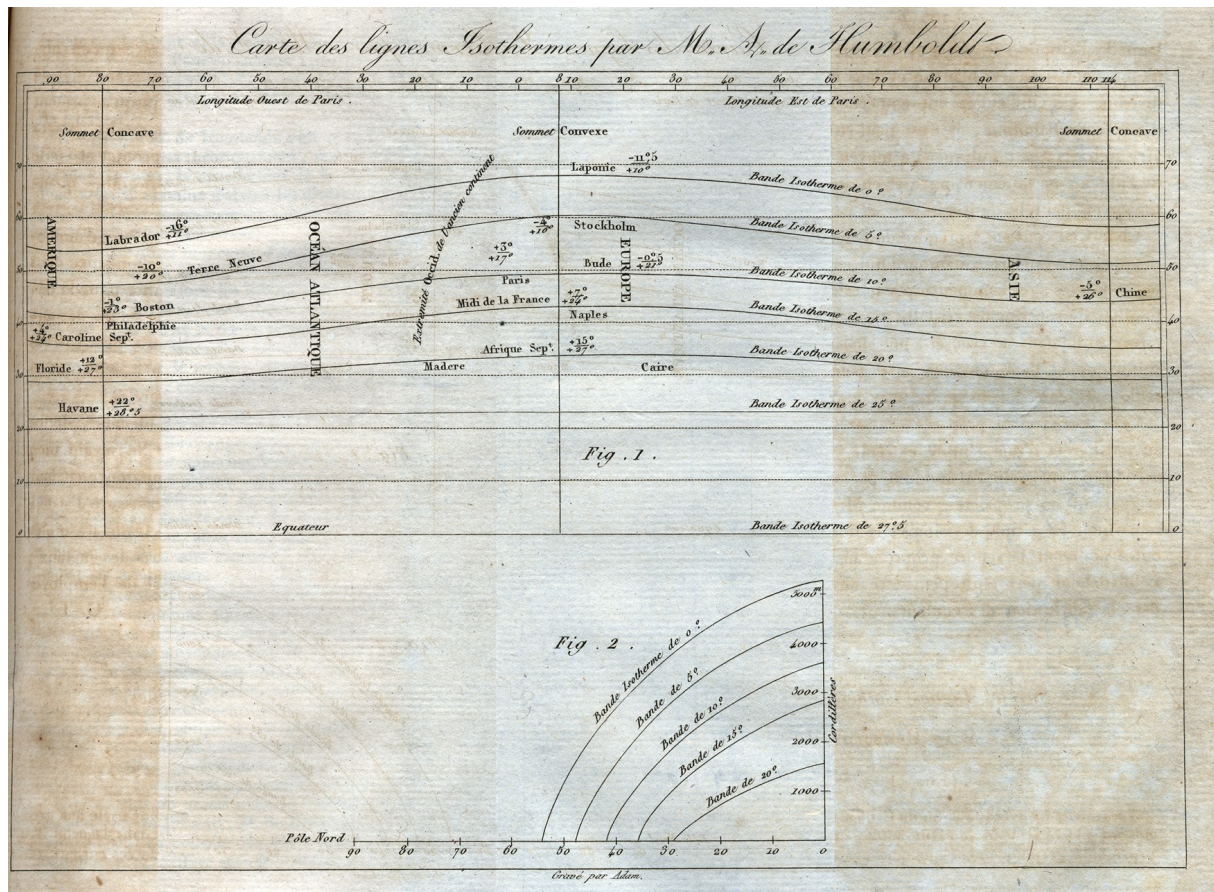 Carte des lignes Isothermes par M. A. de Humboldt
90 80 70 60 50 40 30 20 10 0 8 10 20 30 40 50 60 70 80 90 100 110 114
Longitude Ouest de Paris. Longitude Est de Paris.
Sommet Concave Sommet Convexe Sommet Concave
70 Laponie -11°,5 +10° 70
Bande Isotherme de 0°
60 60
Labrador -16° +11° -4° +16° Stockholm Bande Isotherme de 5°
AMERIQUE
OCÉAN ATLANTIQUE
Extremité Occid. de l'ancien continent
EUROPE
ASIE
-10° +20° Terre Neuve +3° +17° Bude -0°,5 +21° 50
Paris Bande Isotherme de 10°
-5° +26° Chine
-1° +23° Boston Midi de la France +7° +24°
Philadelphie Naples Bande Isotherme de 15° 40
+4° Caroline Sept.
Afrique Sept. +15° +27° Bande Isotherme de 20°
Floride +12° +27° Madere Caire 30
30
Havane +22° +28°,5 Bande Isotherme de 25°
20 20
Fig. 1.
10 10
Equateur Bande Isotherme de 27°,5
0 0
5000m
Fig. 2.
4000
3000
2000
1000
Cordillères
Bande Isotherme de 0°
Bande de 5°
Bande de 10°
Bande de 15°
Bande de 20°
Pôle Nord
90 80 70 60 50 40 30 20 10 0
Gravé par Adam.